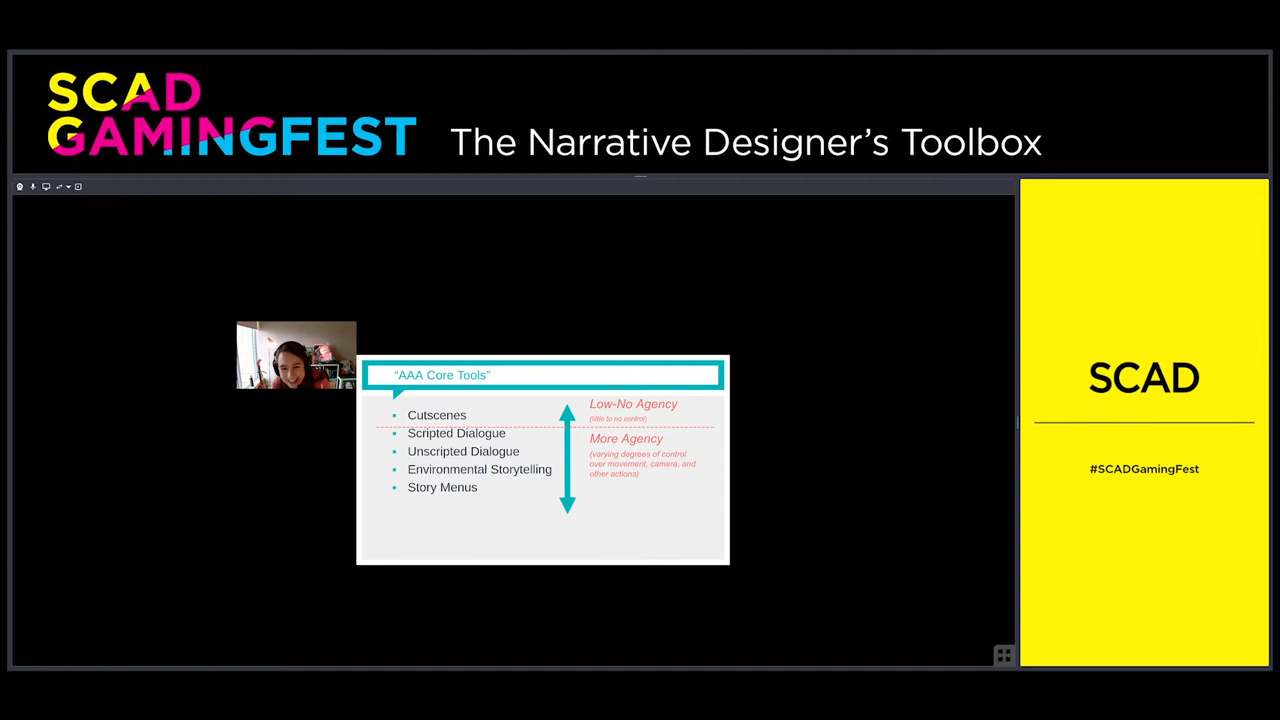 SCAD
GAMINGFEST
The Narrative Designer's Toolbox
"AAA Core Tools"
▪ Cutscenes
▪ Scripted Dialogue
▪ Unscripted Dialogue
▪ Environmental Storytelling
▪ Story Menus
Low-No Agency
(little to no control)
More Agency
(varying degrees of control
over movement, camera, and
other actions)
SCAD
#SCADGamingFest